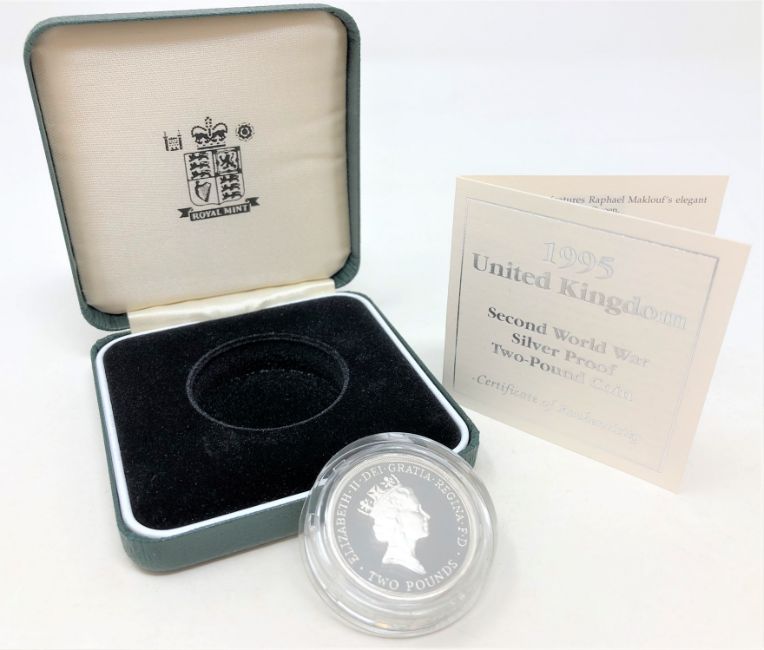 ROYAL MINT
features Raphael Maklouf's elegant
1995
United Kingdom
Second World War
Silver Proof
Two-Pound Coin
Certificate of Authenticity
ELIZABETH·II·DEI·GRATIA·REGINA·F·D·
TWO POUNDS